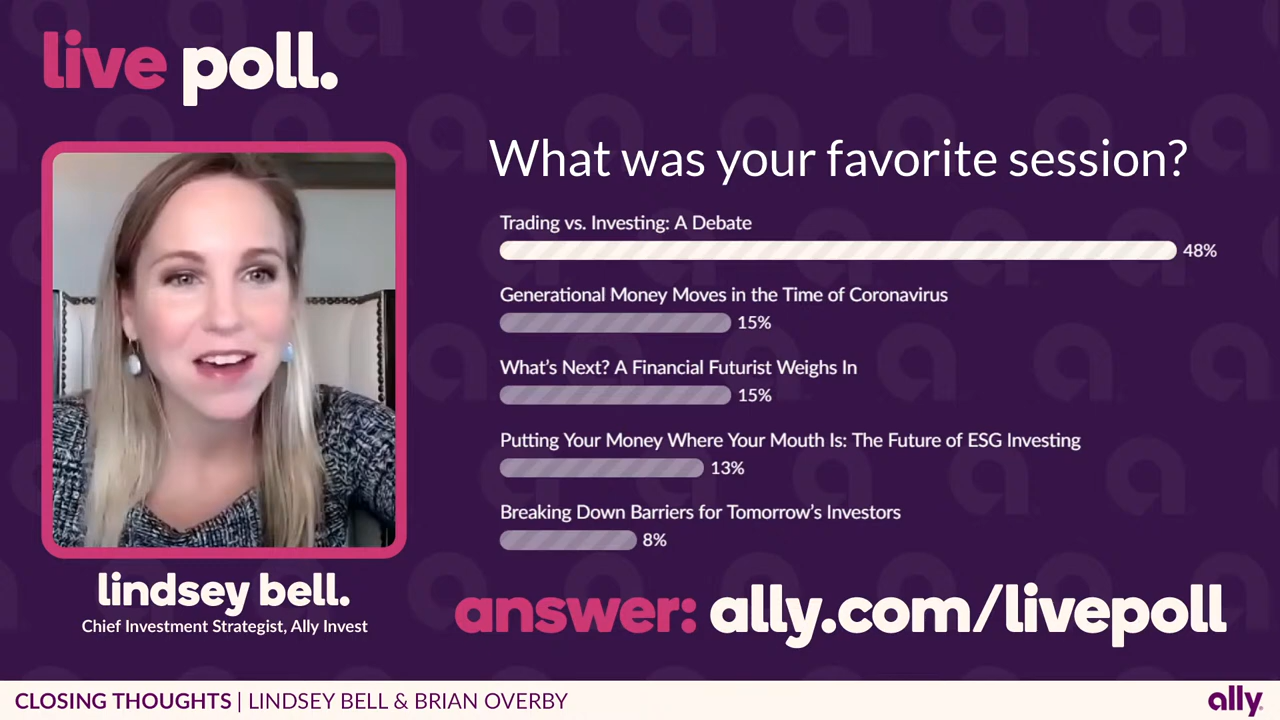 live poll.
What was your favorite session?
Trading vs. Investing: A Debate
48%
Generational Money Moves in the Time of Coronavirus
15%
What's Next? A Financial Futurist Weighs In
15%
Putting Your Money Where Your Mouth Is: The Future of ESG Investing
13%
Breaking Down Barriers for Tomorrow's Investors
8%
lindsey bell.
Chief Investment Strategist, Ally Invest
answer: ally.com/livepoll
CLOSING THOUGHTS | LINDSEY BELL & BRIAN OVERBY
ally